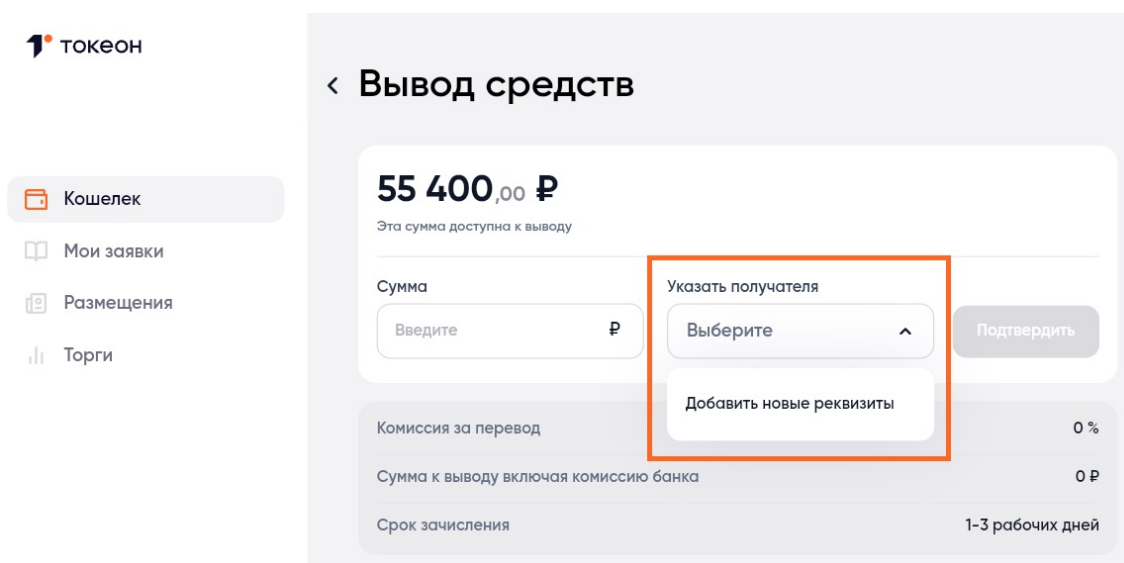 токеон
Вывод средств
Кошелек
Мои заявки
Размещения
Торги
55 400,00 ₽
Эта сумма доступна к выводу
Сумма
Указать получателя
Введите ₽
Выберите
Подтвердить
Добавить новые реквизиты
Комиссия за перевод 0 %
Сумма к выводу включая комиссию банка 0 ₽
Срок зачисления 1-3 рабочих дней